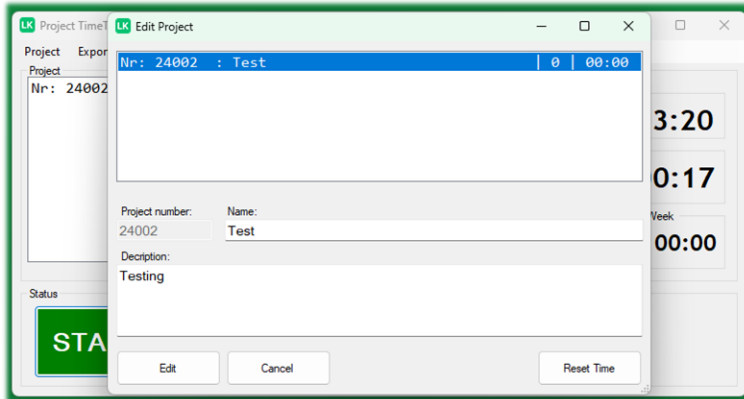 LK Project TimeT
LK Edit Project
Project Expor
Project
Nr: 24002
Nr: 24002 : Test | 0 | 00:00
3:20
0:17
Week
00:00
Project number: Name:
24002 Test
Decription:
Testing
Status
STA
Edit Cancel Reset Time